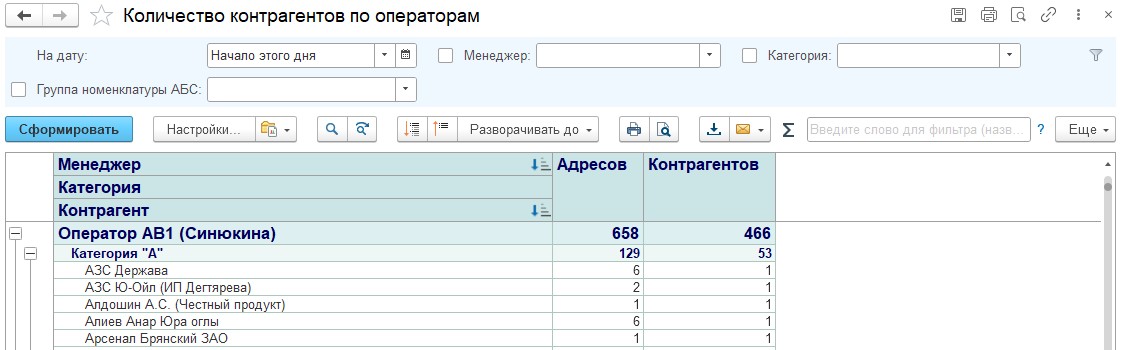 Количество контрагентов по операторам
На дату: Начало этого дня Менеджер: Категория:
Группа номенклатуры АБС:
Сформировать Настройки... Разворачивать до Σ Введите слово для фильтра (назв... ? Еще
Менеджер Адресов Контрагентов
Категория
Контрагент
Оператор АВ1 (Синюкина) 658 466
Категория "А" 129 53
АЗС Держава 6 1
АЗС Ю-Ойл (ИП Дегтярева) 2 1
Алдошин А.С. (Честный продукт) 1 1
Алиев Анар Юра оглы 6 1
Арсенал Брянский ЗАО 1 1